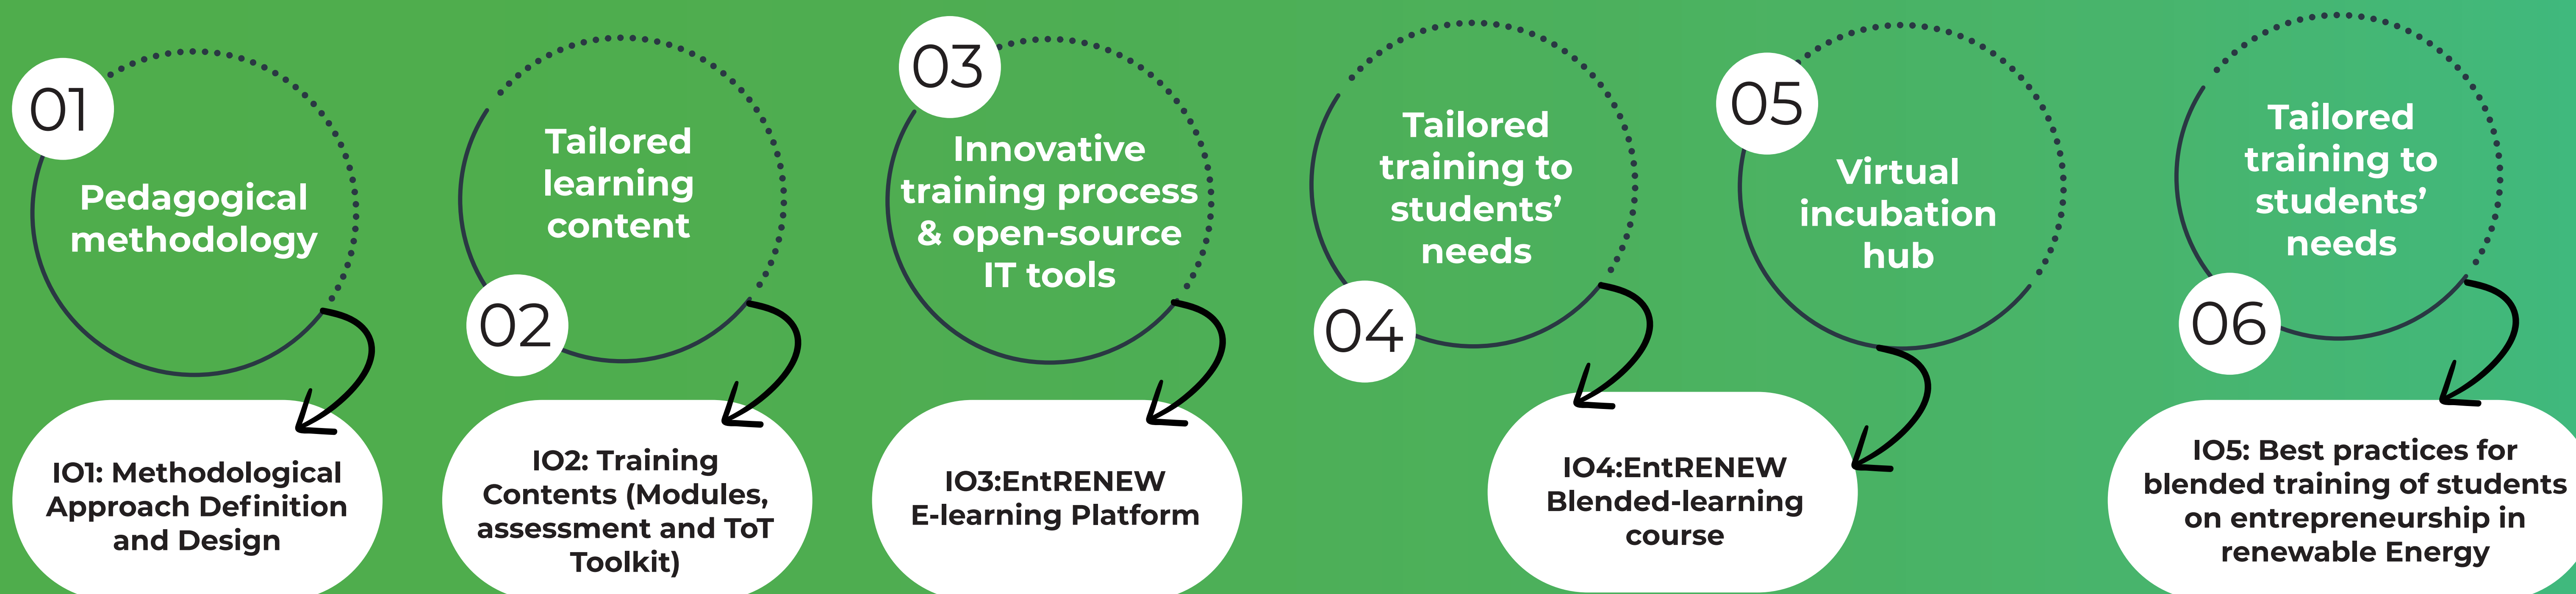 01
Pedagogical
methodology
IO1: Methodological
Approach Definition
and Design
Tailored
learning
content
02
IO2: Training
Contents (Modules,
assessment and ToT
Toolkit)
03
Innovative
training process
& open-source
IT tools
IO3:EntRENEW
E-learning Platform
Tailored
training to
students’
needs
04
05
Virtual
incubation
hub
IO4:EntRENEW
Blended-learning
course
Tailored
training to
students’
needs
06
IO5: Best practices for
blended training of students
on entrepreneurship in
renewable Energy